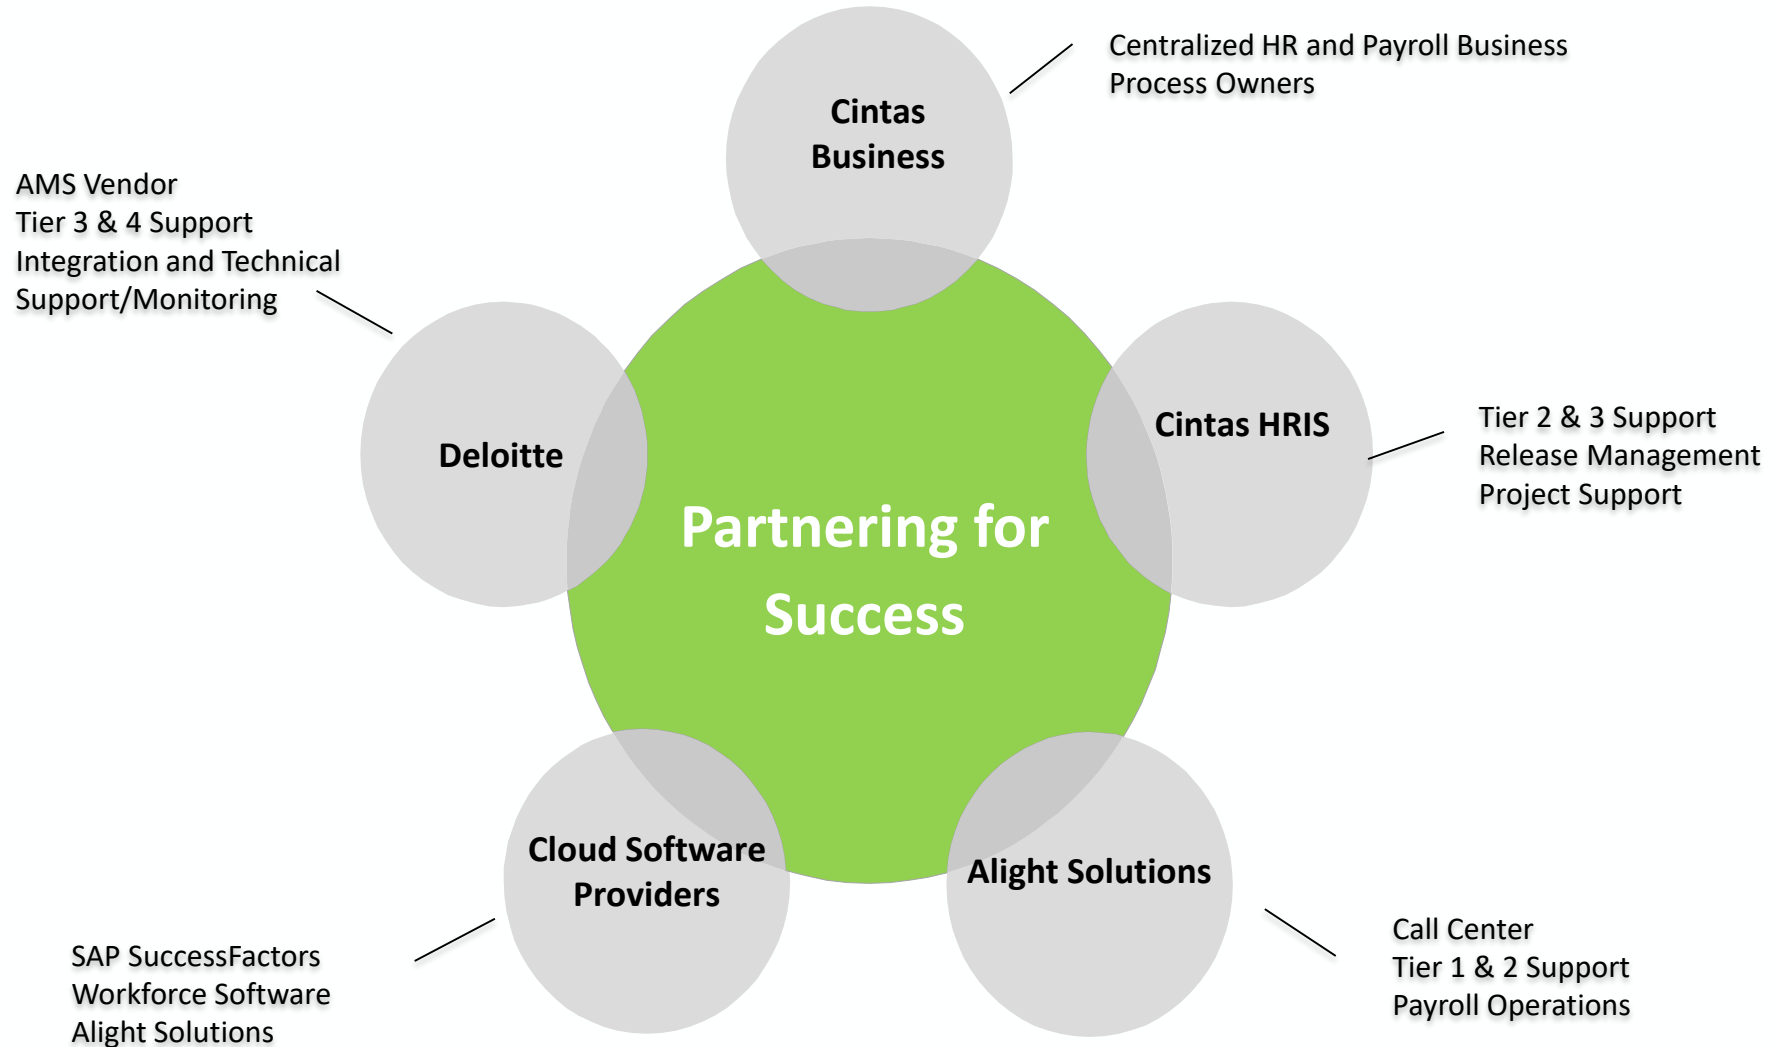 Centralized HR and Payroll Business
Process Owners
Cintas
Business
AMS Vendor
Tier 3 & 4 Support
Integration and Technical
Support/Monitoring
Deloitte
Cintas HRIS
Tier 2 & 3 Support
Release Management
Project Support
Partnering for
Success
Cloud Software
Providers
Alight Solutions
SAP SuccessFactors
Workforce Software
Alight Solutions
Call Center
Tier 1 & 2 Support
Payroll Operations